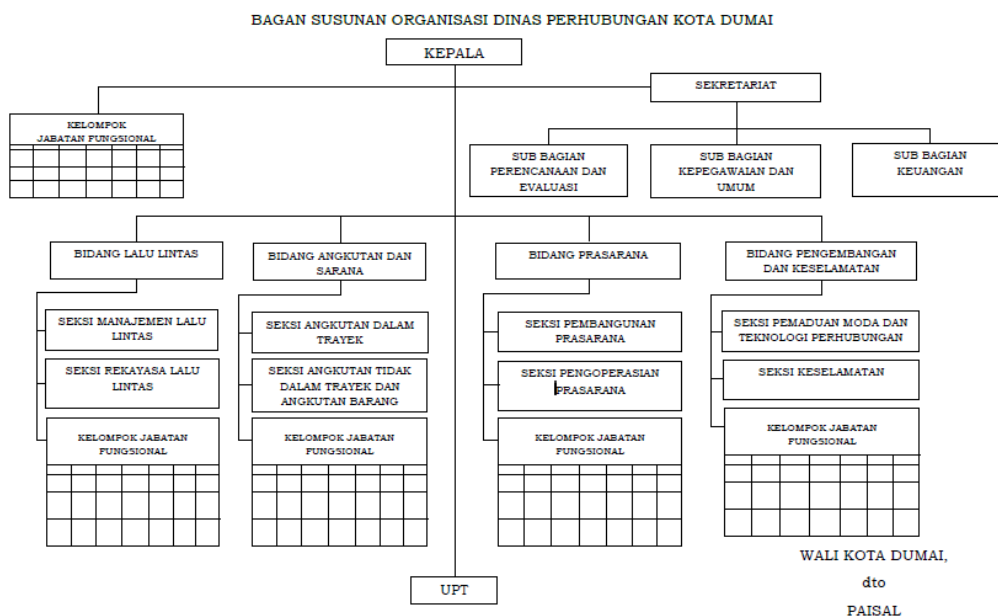 BAGAN SUSUNAN ORGANISASI DINAS PERHUBUNGAN KOTA DUMAI
KEPALA
SEKRETARIAT
KELOMPOK
JABATAN FUNGSIONAL
SUB BAGIAN
PERENCANAAN DAN
EVALUASI
SUB BAGIAN
KEPEGAWAIAN DAN
UMUM
SUB BAGIAN
KEUANGAN
BIDANG LALU LINTAS
BIDANG ANGKUTAN DAN
SARANA
BIDANG PRASARANA
BIDANG PENGEMBANGAN
DAN KESELAMATAN
SEKSI MANAJEMEN LALU
LINTAS
SEKSI ANGKUTAN DALAM
TRAYEK
SEKSI PEMBANGUNAN
PRASARANA
SEKSI PEMADUAN MODA DAN
TEKNOLOGI PERHUBUNGAN
SEKSI REKAYASA LALU
LINTAS
SEKSI ANGKUTAN TIDAK
DALAM TRAYEK DAN
ANGKUTAN BARANG
SEKSI PENGOPERASIAN
PRASARANA
SEKSI KESELAMATAN
KELOMPOK JABATAN
FUNGSIONAL
KELOMPOK JABATAN
FUNGSIONAL
KELOMPOK JABATAN
FUNGSIONAL
KELOMPOK JABATAN
FUNGSIONAL
UPT
WALI KOTA DUMAI,
dto
PAISAL